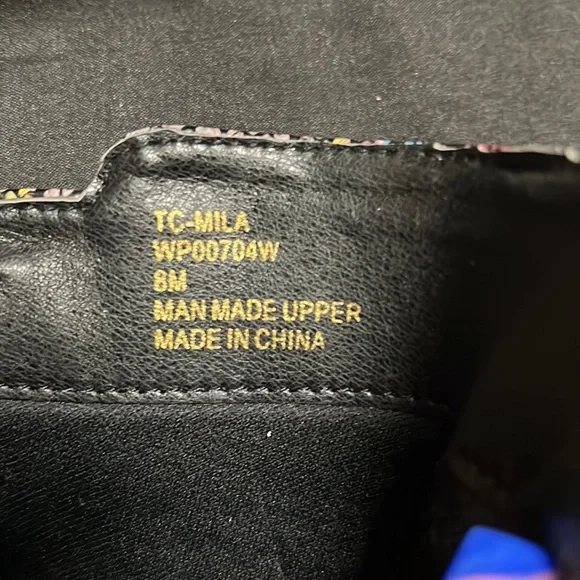 TC-MILA
WP00704W
8M
MAN MADE UPPER
MADE IN CHINA